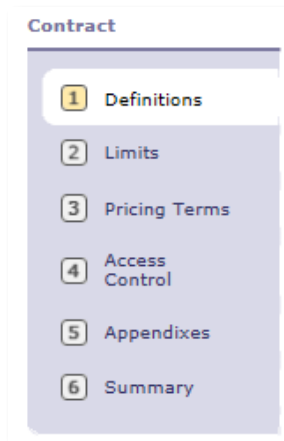 Contract
1 Definitions
2 Limits
3 Pricing Terms
4 Access
Control
5 Appendixes
6 Summary